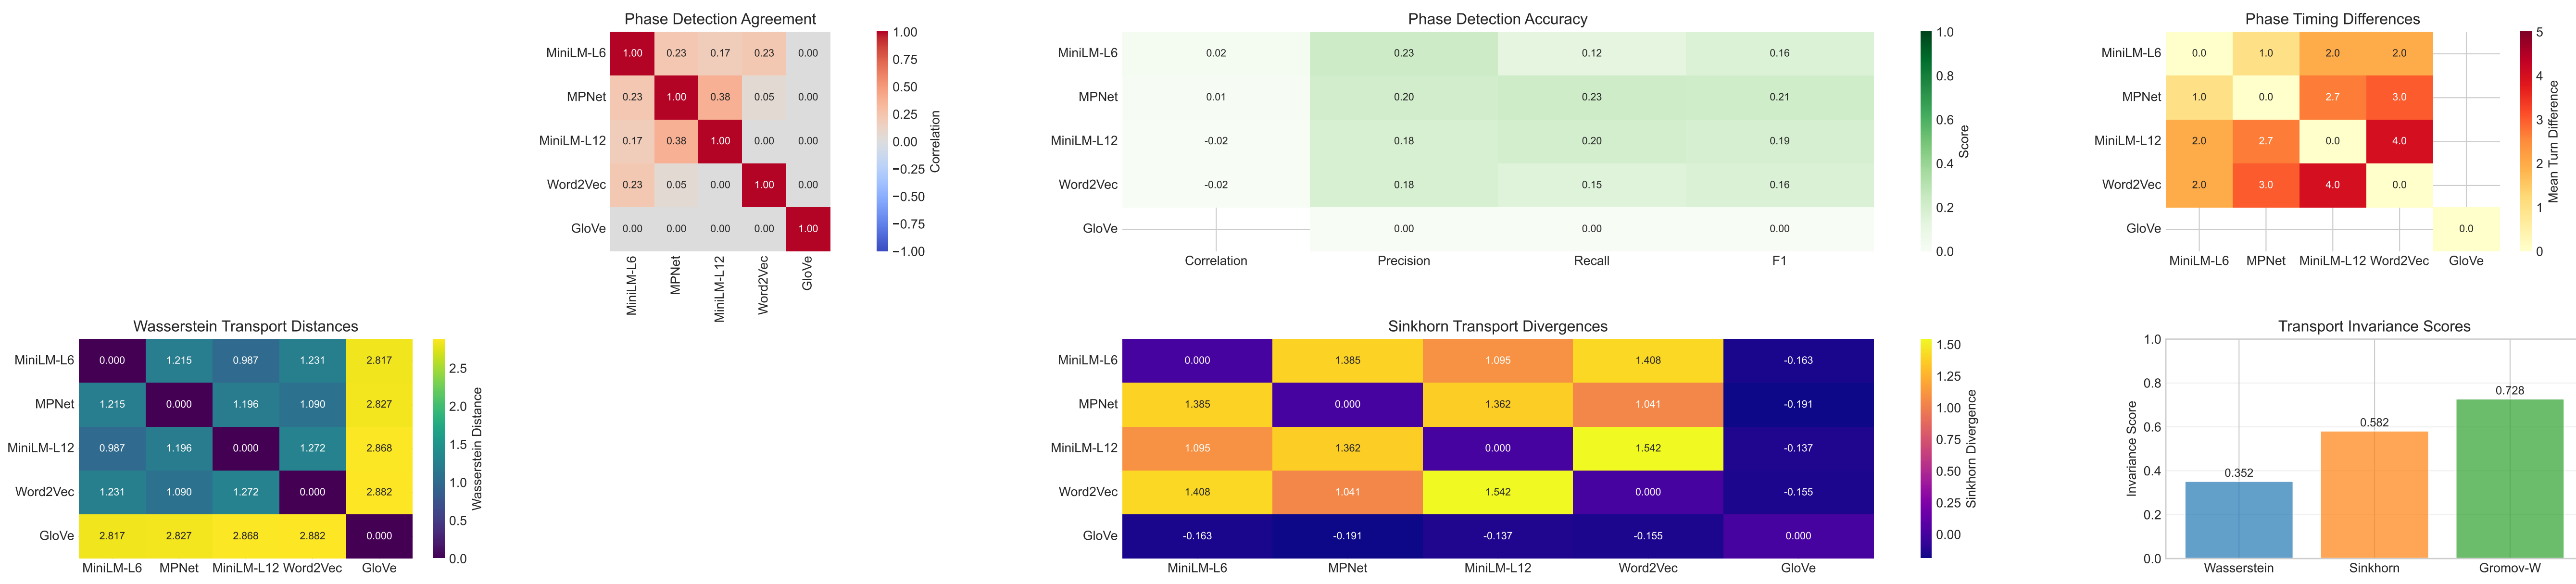 Phase Detection Agreement
MiniLM-L6 1.00 0.23 0.17 0.23 0.00
MPNet 0.23 1.00 0.38 0.05 0.00
MiniLM-L12 0.17 0.38 1.00 0.00 0.00
Word2Vec 0.23 0.05 0.00 1.00 0.00
GloVe 0.00 0.00 0.00 0.00 1.00
MiniLM-L6 MPNet MiniLM-L12 Word2Vec GloVe
1.00
0.75
0.50
0.25
0.00
−0.25
−0.50
−0.75
−1.00
Correlation
Phase Detection Accuracy
MiniLM-L6 0.02 0.23 0.12 0.16
MPNet 0.01 0.20 0.23 0.21
MiniLM-L12 -0.02 0.18 0.20 0.19
Word2Vec -0.02 0.18 0.15 0.16
GloVe 0.00 0.00 0.00
Correlation Precision Recall F1
1.0
0.8
0.6
0.4
0.2
0.0
Score
Phase Timing Differences
MiniLM-L6 0.0 1.0 2.0 2.0
MPNet 1.0 0.0 2.7 3.0
MiniLM-L12 2.0 2.7 0.0 4.0
Word2Vec 2.0 3.0 4.0 0.0
GloVe 0.0
MiniLM-L6 MPNet MiniLM-L12 Word2Vec GloVe
5
4
3
2
1
0
Mean Turn Difference
Wasserstein Transport Distances
MiniLM-L6 0.000 1.215 0.987 1.231 2.817
MPNet 1.215 0.000 1.196 1.090 2.827
MiniLM-L12 0.987 1.196 0.000 1.272 2.868
Word2Vec 1.231 1.090 1.272 0.000 2.882
GloVe 2.817 2.827 2.868 2.882 0.000
MiniLM-L6 MPNet MiniLM-L12 Word2Vec GloVe
2.5
2.0
1.5
1.0
0.5
0.0
Wasserstein Distance
Sinkhorn Transport Divergences
MiniLM-L6 0.000 1.385 1.095 1.408 -0.163
MPNet 1.385 0.000 1.362 1.041 -0.191
MiniLM-L12 1.095 1.362 0.000 1.542 -0.137
Word2Vec 1.408 1.041 1.542 0.000 -0.155
GloVe -0.163 -0.191 -0.137 -0.155 0.000
MiniLM-L6 MPNet MiniLM-L12 Word2Vec GloVe
1.50
1.25
1.00
0.75
0.50
0.25
0.00
Sinkhorn Divergence
Transport Invariance Scores
1.0
0.8
0.6
0.4
0.2
0.0
Invariance Score
0.352
0.582
0.728
Wasserstein Sinkhorn Gromov-W